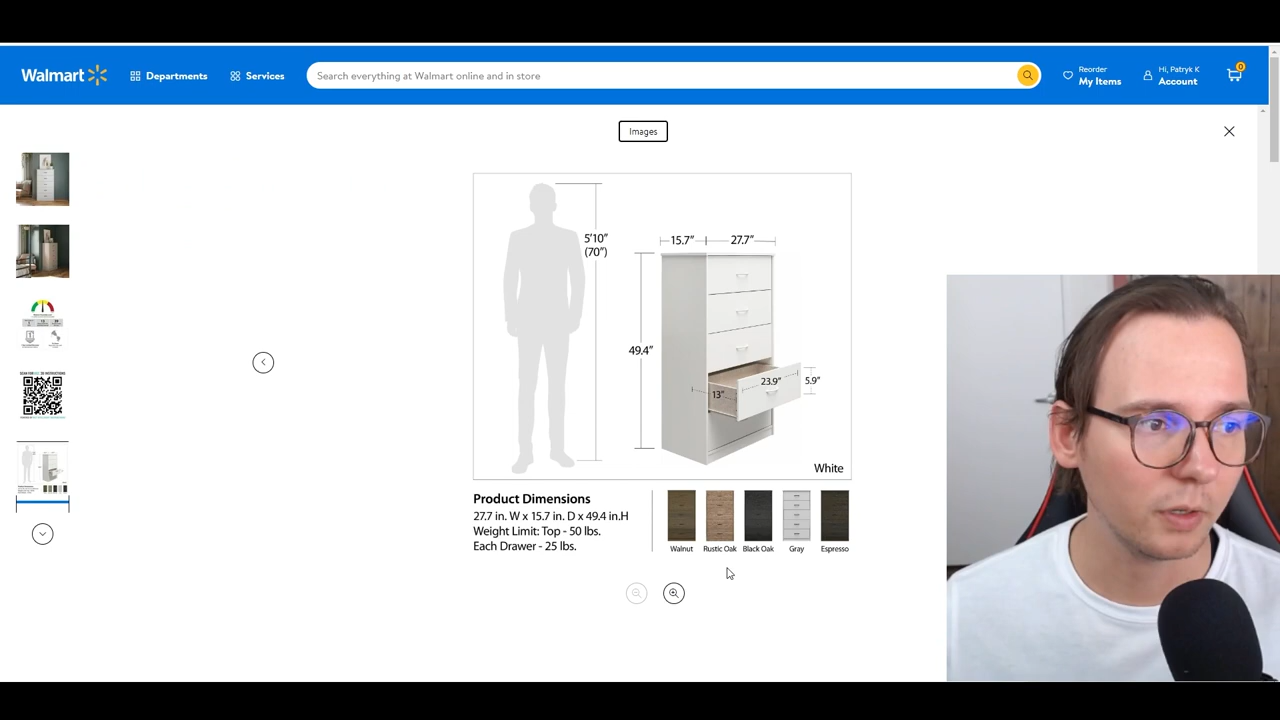 Walmart
Departments
Services
Search everything at Walmart online and in store
Reorder
My Items
Hi, Patryk K
Account
0
Images
5'10"
(70")
15.7"
27.7"
49.4"
13"
23.9"
5.9"
White
Product Dimensions
27.7 in. W x 15.7 in. D x 49.4 in.H
Weight Limit: Top - 50 lbs.
Each Drawer - 25 lbs.
Walnut
Rustic Oak
Black Oak
Gray
Espresso